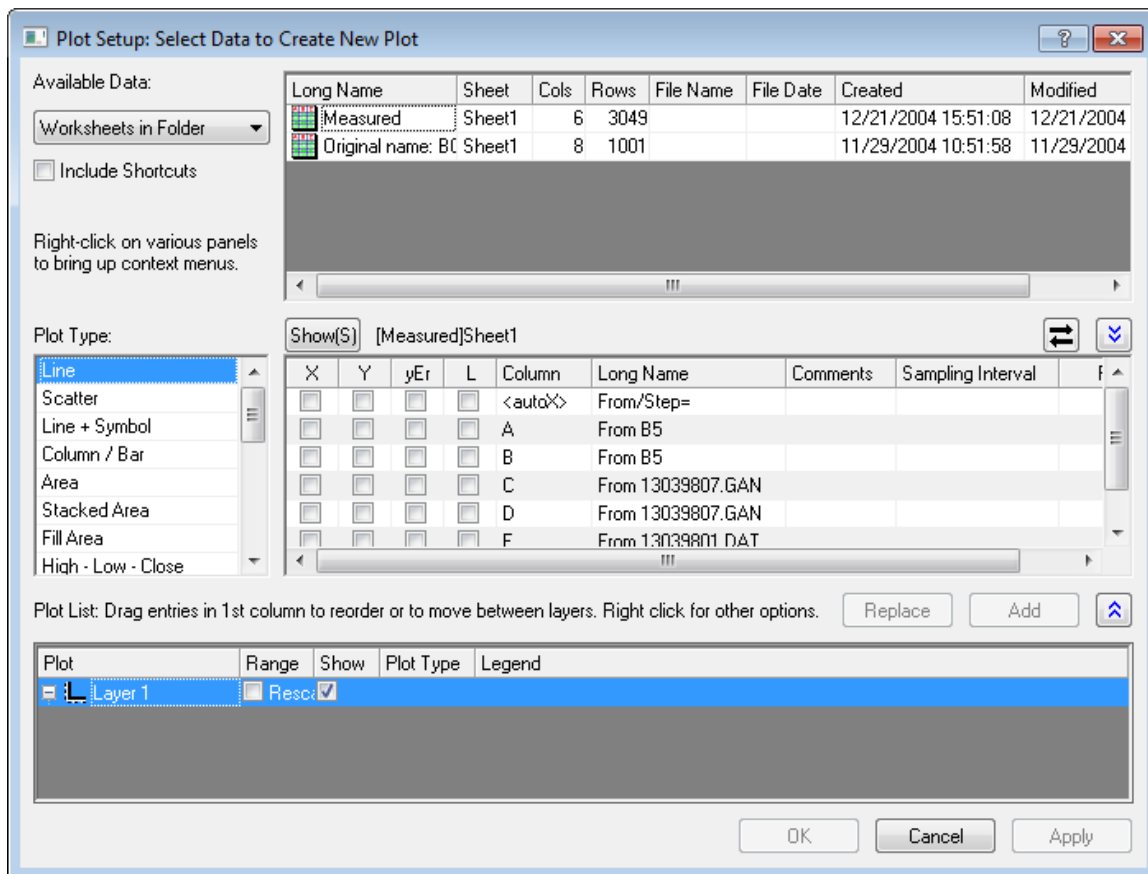 Plot Setup: Select Data to Create New Plot
Available Data:
Worksheets in Folder
Include Shortcuts
Right-click on various panels
to bring up context menus.
Long Name Sheet Cols Rows File Name File Date Created Modified
Measured Sheet1 6 3049 12/21/2004 15:51:08 12/21/2004
Original name: B( Sheet1 8 1001 11/29/2004 10:51:58 11/29/2004
Plot Type:
Line
Scatter
Line + Symbol
Column / Bar
Area
Stacked Area
Fill Area
High - Low - Close
Show(S) [Measured]Sheet1
X Y yEr L Column Long Name Comments Sampling Interval
<autoX> From/Step=
A From B5
B From B5
C From 13039807.GAN
D From 13039807.GAN
From 13039801.DAT
Plot List: Drag entries in 1st column to reorder or to move between layers. Right click for other options.
Replace Add
Plot Range Show Plot Type Legend
Layer 1 Resca
OK Cancel Apply